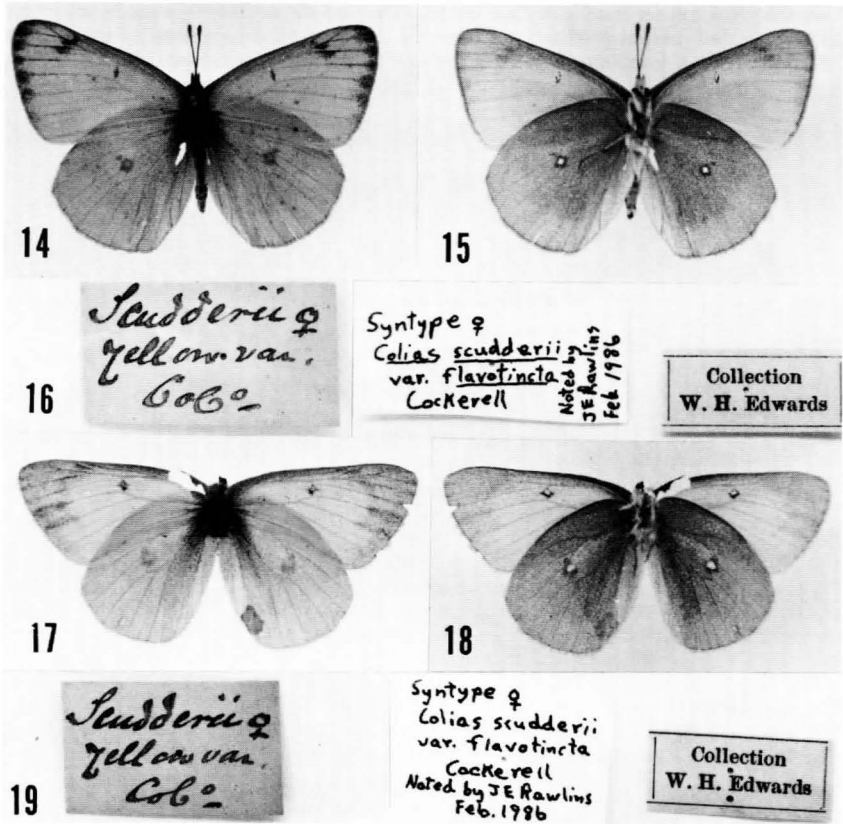 14
15
16
Scudderii ♀
Yellow var.
Colo
Syntype ♀
Colias scudderii
var. flavotincta
Cockerell
Noted by
JE Rawlins
Feb 1986
Collection
W. H. Edwards
17
18
19
Scudderii ♀
Yellow var.
Colo
Syntype ♀
Colias scudderii
var. flavotincta
Cockerell
Noted by JE Rawlins
Feb. 1986
Collection
W. H. Edwards